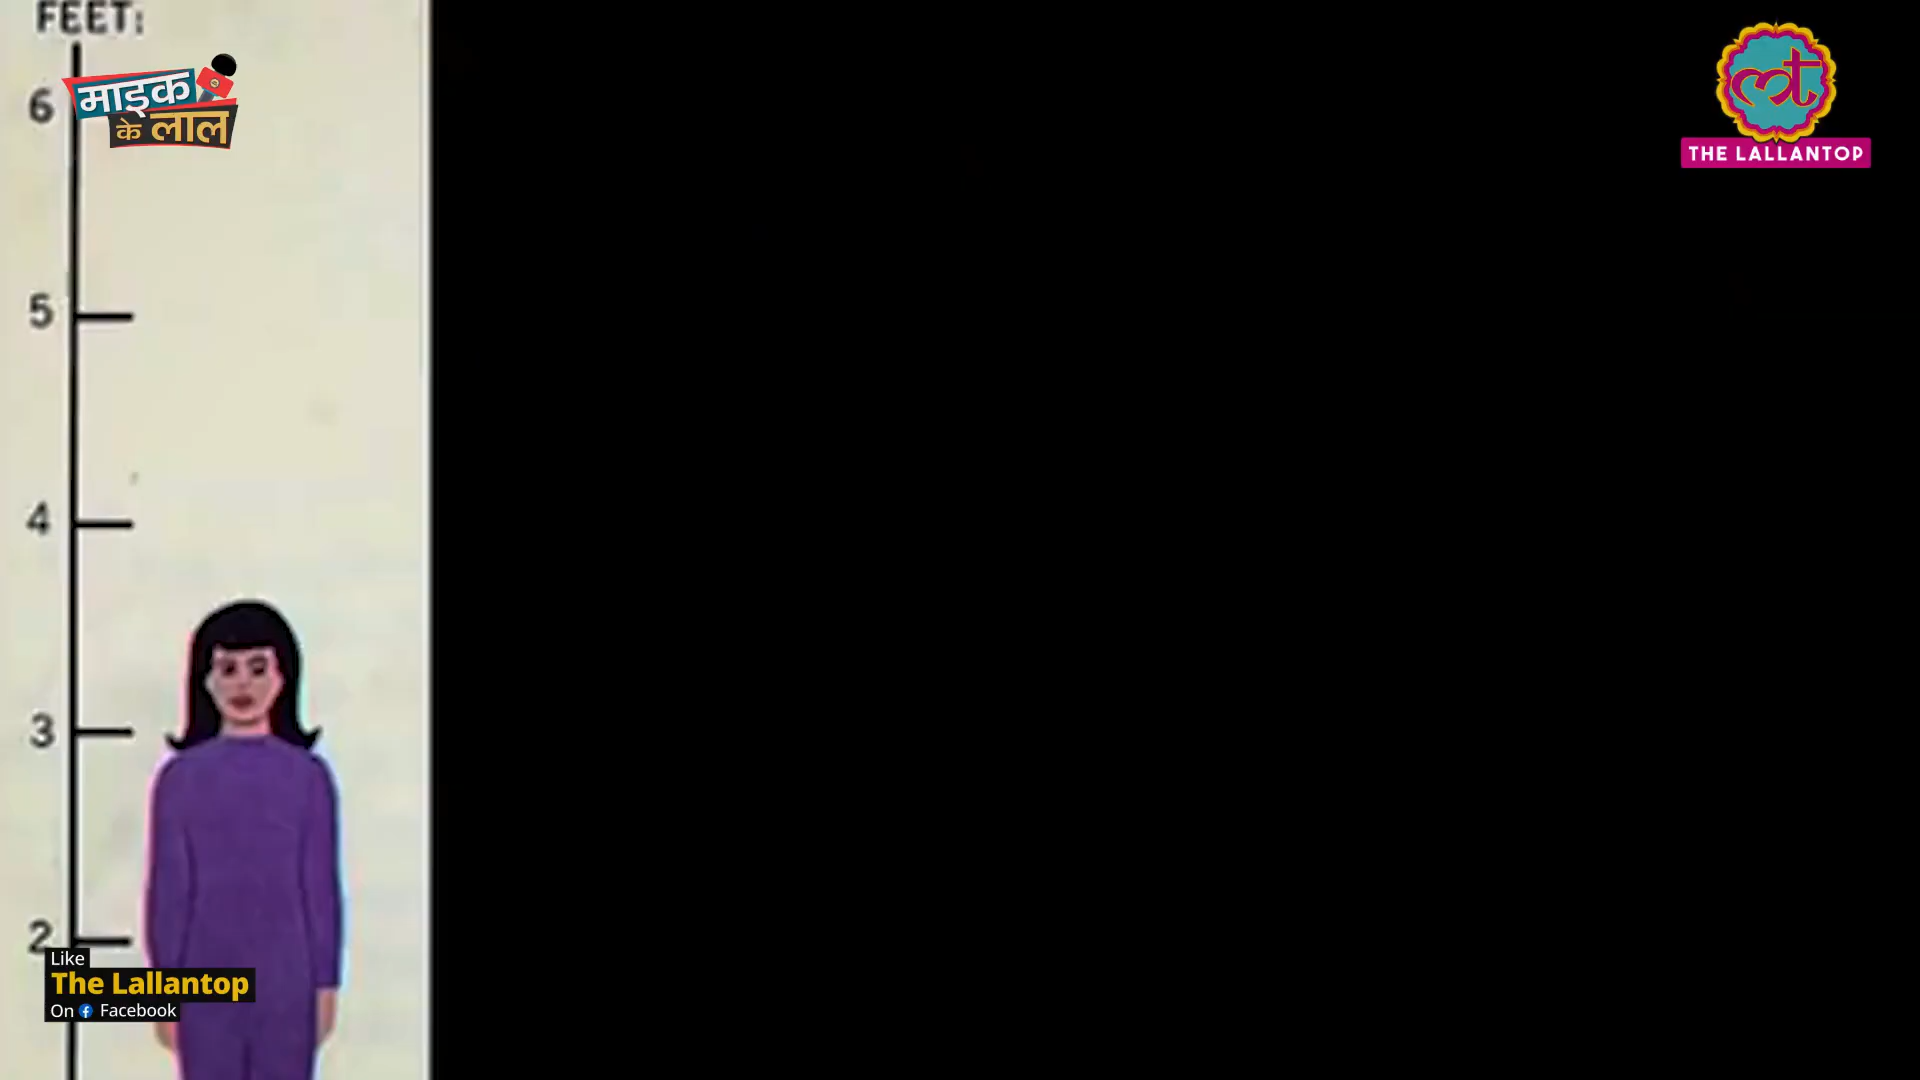 FEET:
6
माइक
के लाल
THE LALLANTOP
5
4
3
2
Like
The Lallantop
On Facebook